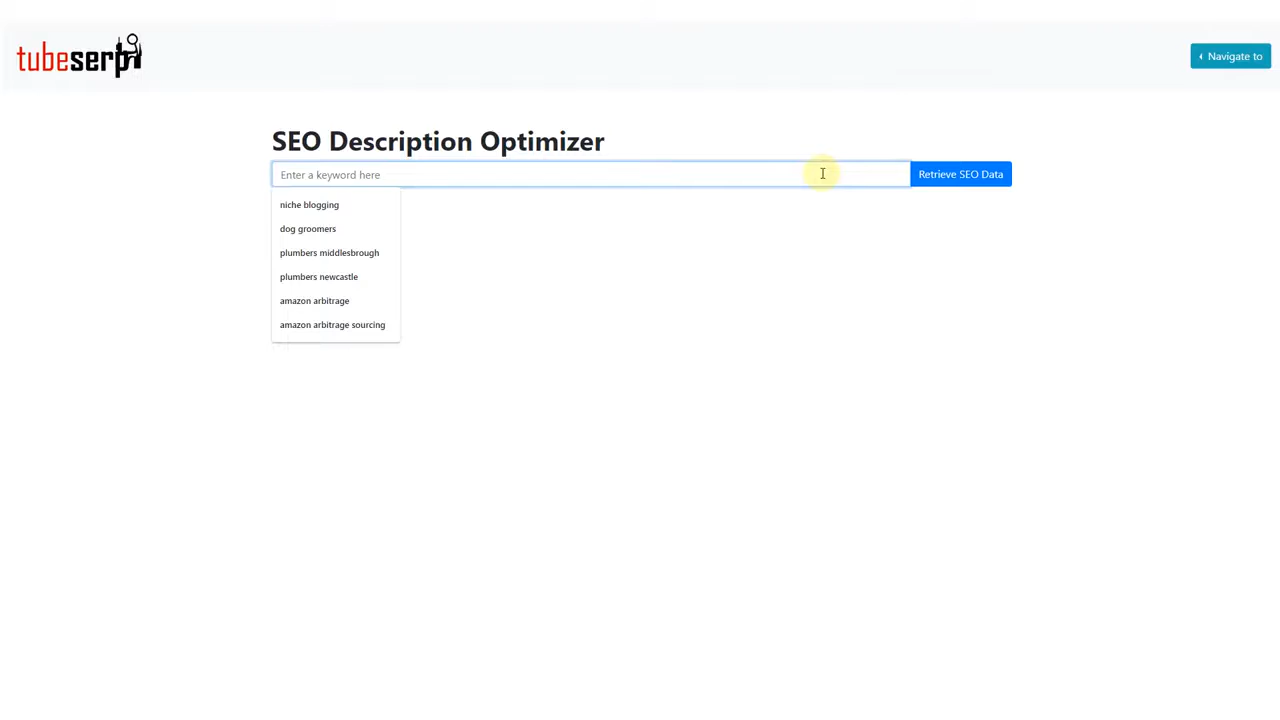 tubeserp
Navigate to
SEO Description Optimizer
Enter a keyword here
Retrieve SEO Data
niche blogging
dog groomers
plumbers middlesbrough
plumbers newcastle
amazon arbitrage
amazon arbitrage sourcing